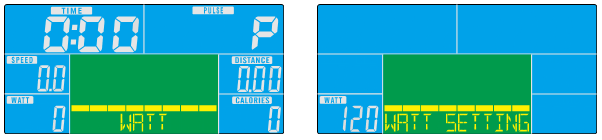 TIME PULSE
0:00 P
SPEED DISTANCE
0.0 0.00
WATT CALORIES
0 WATT 0
WATT
120 WATT SETTING